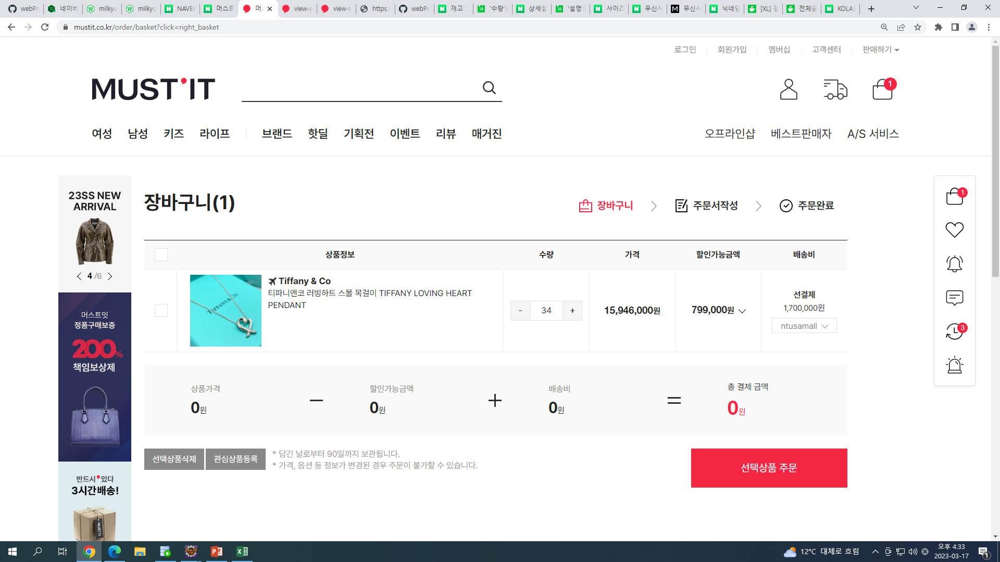 webPr
네이버
milkyu
milkyu
NAVER
머스트
머스
view-s
view-s
https:/
webPr
재고 :
'수량'의
상세설
'설명'의
사이즈
무신사
무신사
닉네임
[XL] 갤
전체글
KOLAS
mustit.co.kr/order/basket?click=right_basket
로그인
회원가입
멤버십
고객센터
판매하기
MUST'IT
1
여성
남성
키즈
라이프
브랜드
핫딜
기획전
이벤트
리뷰
매거진
오프라인샵
베스트판매자
A/S 서비스
23SS NEW
ARRIVAL
4 /6
머스트잇
정품구매보증
200%
책임보상제
반드시 있다
3시간배송!
MUST'IT
장바구니(1)
장바구니
주문서작성
주문완료
상품정보
수량
가격
할인가능금액
배송비
TIFFANY & CO.
Tiffany & Co
티파니앤코 러빙하트 스몰 목걸이 TIFFANY LOVING HEART
PENDANT
- 34 +
15,946,000원
799,000원
선결제
1,700,000원
ntusamall
상품가격
0원
할인가능금액
0원
배송비
0원
총 결제 금액
0원
선택상품삭제
관심상품등록
* 담긴 날로부터 90일까지 보관됩니다.
* 가격, 옵션 등 정보가 변경된 경우 주문이 불가할 수 있습니다.
선택상품 주문
1
3
12°C 대체로 흐림
오후 4:33
2023-03-17
1